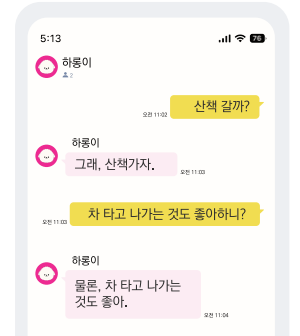 5:13
76
하롱이
2
산책 갈까?
오전 11:02
하롱이
그래, 산책가자.
오전 11:03
차 타고 나가는 것도 좋아하니?
오전 11:03
하롱이
물론, 차 타고 나가는
것도 좋아.
오전 11:04